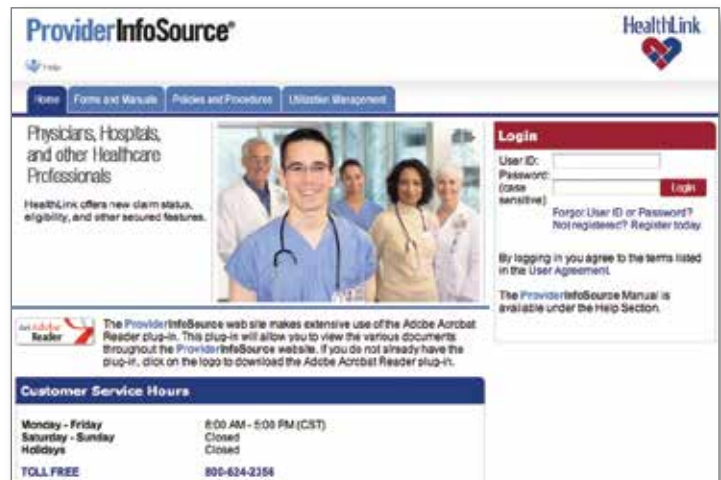 ProviderInfoSource®
HealthLink
Help
Home
Forms and Manuals
Policies and Procedures
Utilization Management
Physicians, Hospitals,
and other Healthcare
Professionals
HealthLink offers new claim status,
eligibility, and other secured features.
Login
User ID:
Password:
(case
sensitive)
Login
Forgot User ID or Password?
Not registered? Register today.
By logging in you agree to the terms listed
in the User Agreement.
The ProviderInfoSource Manual is
available under the Help Section.
Get Adobe
Reader
The ProviderInfoSource web site makes extensive use of the Adobe Acrobat
Reader plug-in. This plug-in will allow you to view the various documents
throughout the ProviderInfoSource website. If you do not already have the
plug-in, click on the logo to download the Adobe Acrobat Reader plug-in.
Customer Service Hours
Monday - Friday 8:00 AM - 5:00 PM (CST)
Saturday - Sunday Closed
Holidays Closed
TOLL FREE 800-624-2356